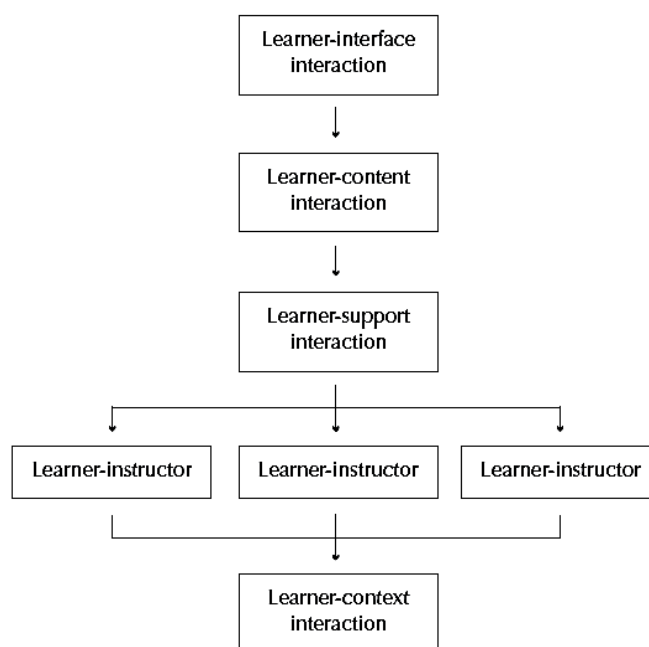 Learner-interface
interaction
Learner-content
interaction
Learner-support
interaction
Learner-instructor
Learner-instructor
Learner-instructor
Learner-context
interaction